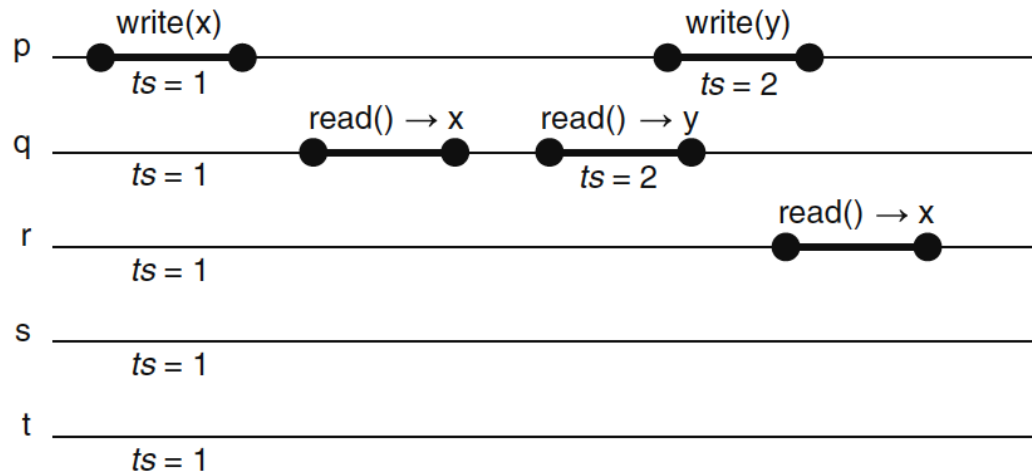 write(x) write(y)
p
ts = 1 ts = 2
read() → x read() → y
q
ts = 1 ts = 2
read() → x
r
ts = 1
s
ts = 1
t
ts = 1